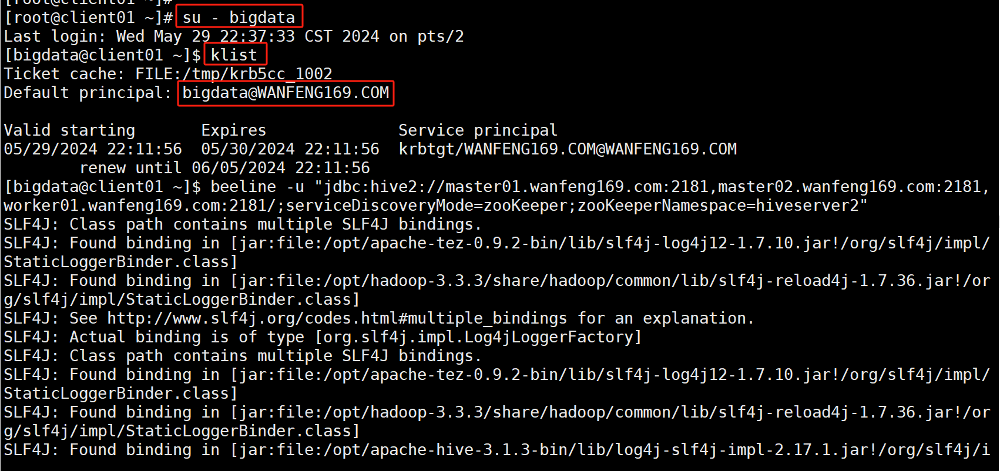 [root@client01 ~]#
[root@client01 ~]# su - bigdata
Last login: Wed May 29 22:37:33 CST 2024 on pts/2
[bigdata@client01 ~]$ klist
Ticket cache: FILE:/tmp/krb5cc_1002
Default principal: bigdata@WANFENG169.COM
Valid starting       Expires              Service principal
05/29/2024 22:11:56  05/30/2024 22:11:56  krbtgt/WANFENG169.COM@WANFENG169.COM
        renew until 06/05/2024 22:11:56
[bigdata@client01 ~]$ beeline -u "jdbc:hive2://master01.wanfeng169.com:2181,master02.wanfeng169.com:2181,
worker01.wanfeng169.com:2181/;serviceDiscoveryMode=zooKeeper;zooKeeperNamespace=hiveserver2"
SLF4J: Class path contains multiple SLF4J bindings.
SLF4J: Found binding in [jar:file:/opt/apache-tez-0.9.2-bin/lib/slf4j-log4j12-1.7.10.jar!/org/slf4j/impl/
StaticLoggerBinder.class]
SLF4J: Found binding in [jar:file:/opt/hadoop-3.3.3/share/hadoop/common/lib/slf4j-reload4j-1.7.36.jar!/or
g/slf4j/impl/StaticLoggerBinder.class]
SLF4J: See http://www.slf4j.org/codes.html#multiple_bindings for an explanation.
SLF4J: Actual binding is of type [org.slf4j.impl.Log4jLoggerFactory]
SLF4J: Class path contains multiple SLF4J bindings.
SLF4J: Found binding in [jar:file:/opt/apache-tez-0.9.2-bin/lib/slf4j-log4j12-1.7.10.jar!/org/slf4j/impl/
StaticLoggerBinder.class]
SLF4J: Found binding in [jar:file:/opt/hadoop-3.3.3/share/hadoop/common/lib/slf4j-reload4j-1.7.36.jar!/or
g/slf4j/impl/StaticLoggerBinder.class]
SLF4J: Found binding in [jar:file:/opt/apache-hive-3.1.3-bin/lib/log4j-slf4j-impl-2.17.1.jar!/org/slf4j/i